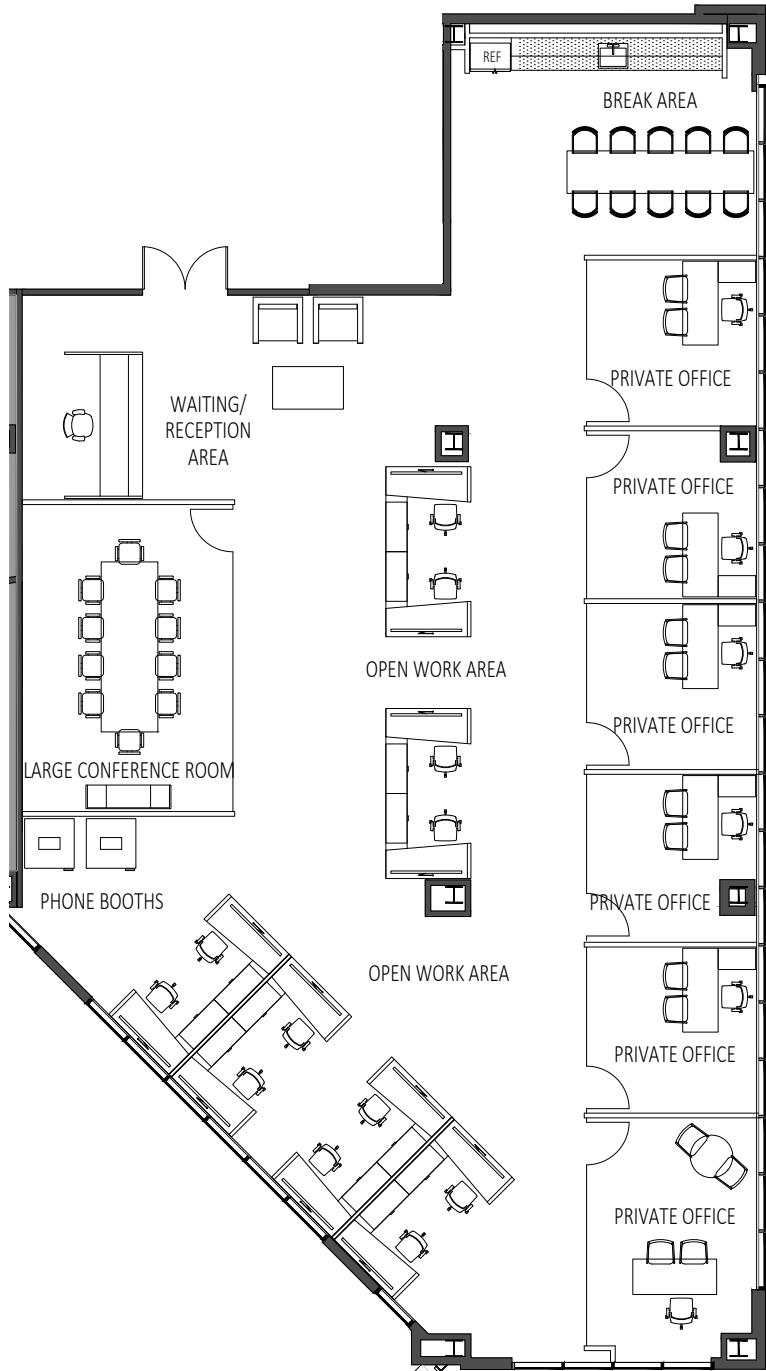 REF
BREAK AREA
PRIVATE OFFICE
WAITING/
RECEPTION
AREA
PRIVATE OFFICE
OPEN WORK AREA
PRIVATE OFFICE
LARGE CONFERENCE ROOM
PHONE BOOTHS
PRIVATE OFFICE
OPEN WORK AREA
PRIVATE OFFICE
PRIVATE OFFICE